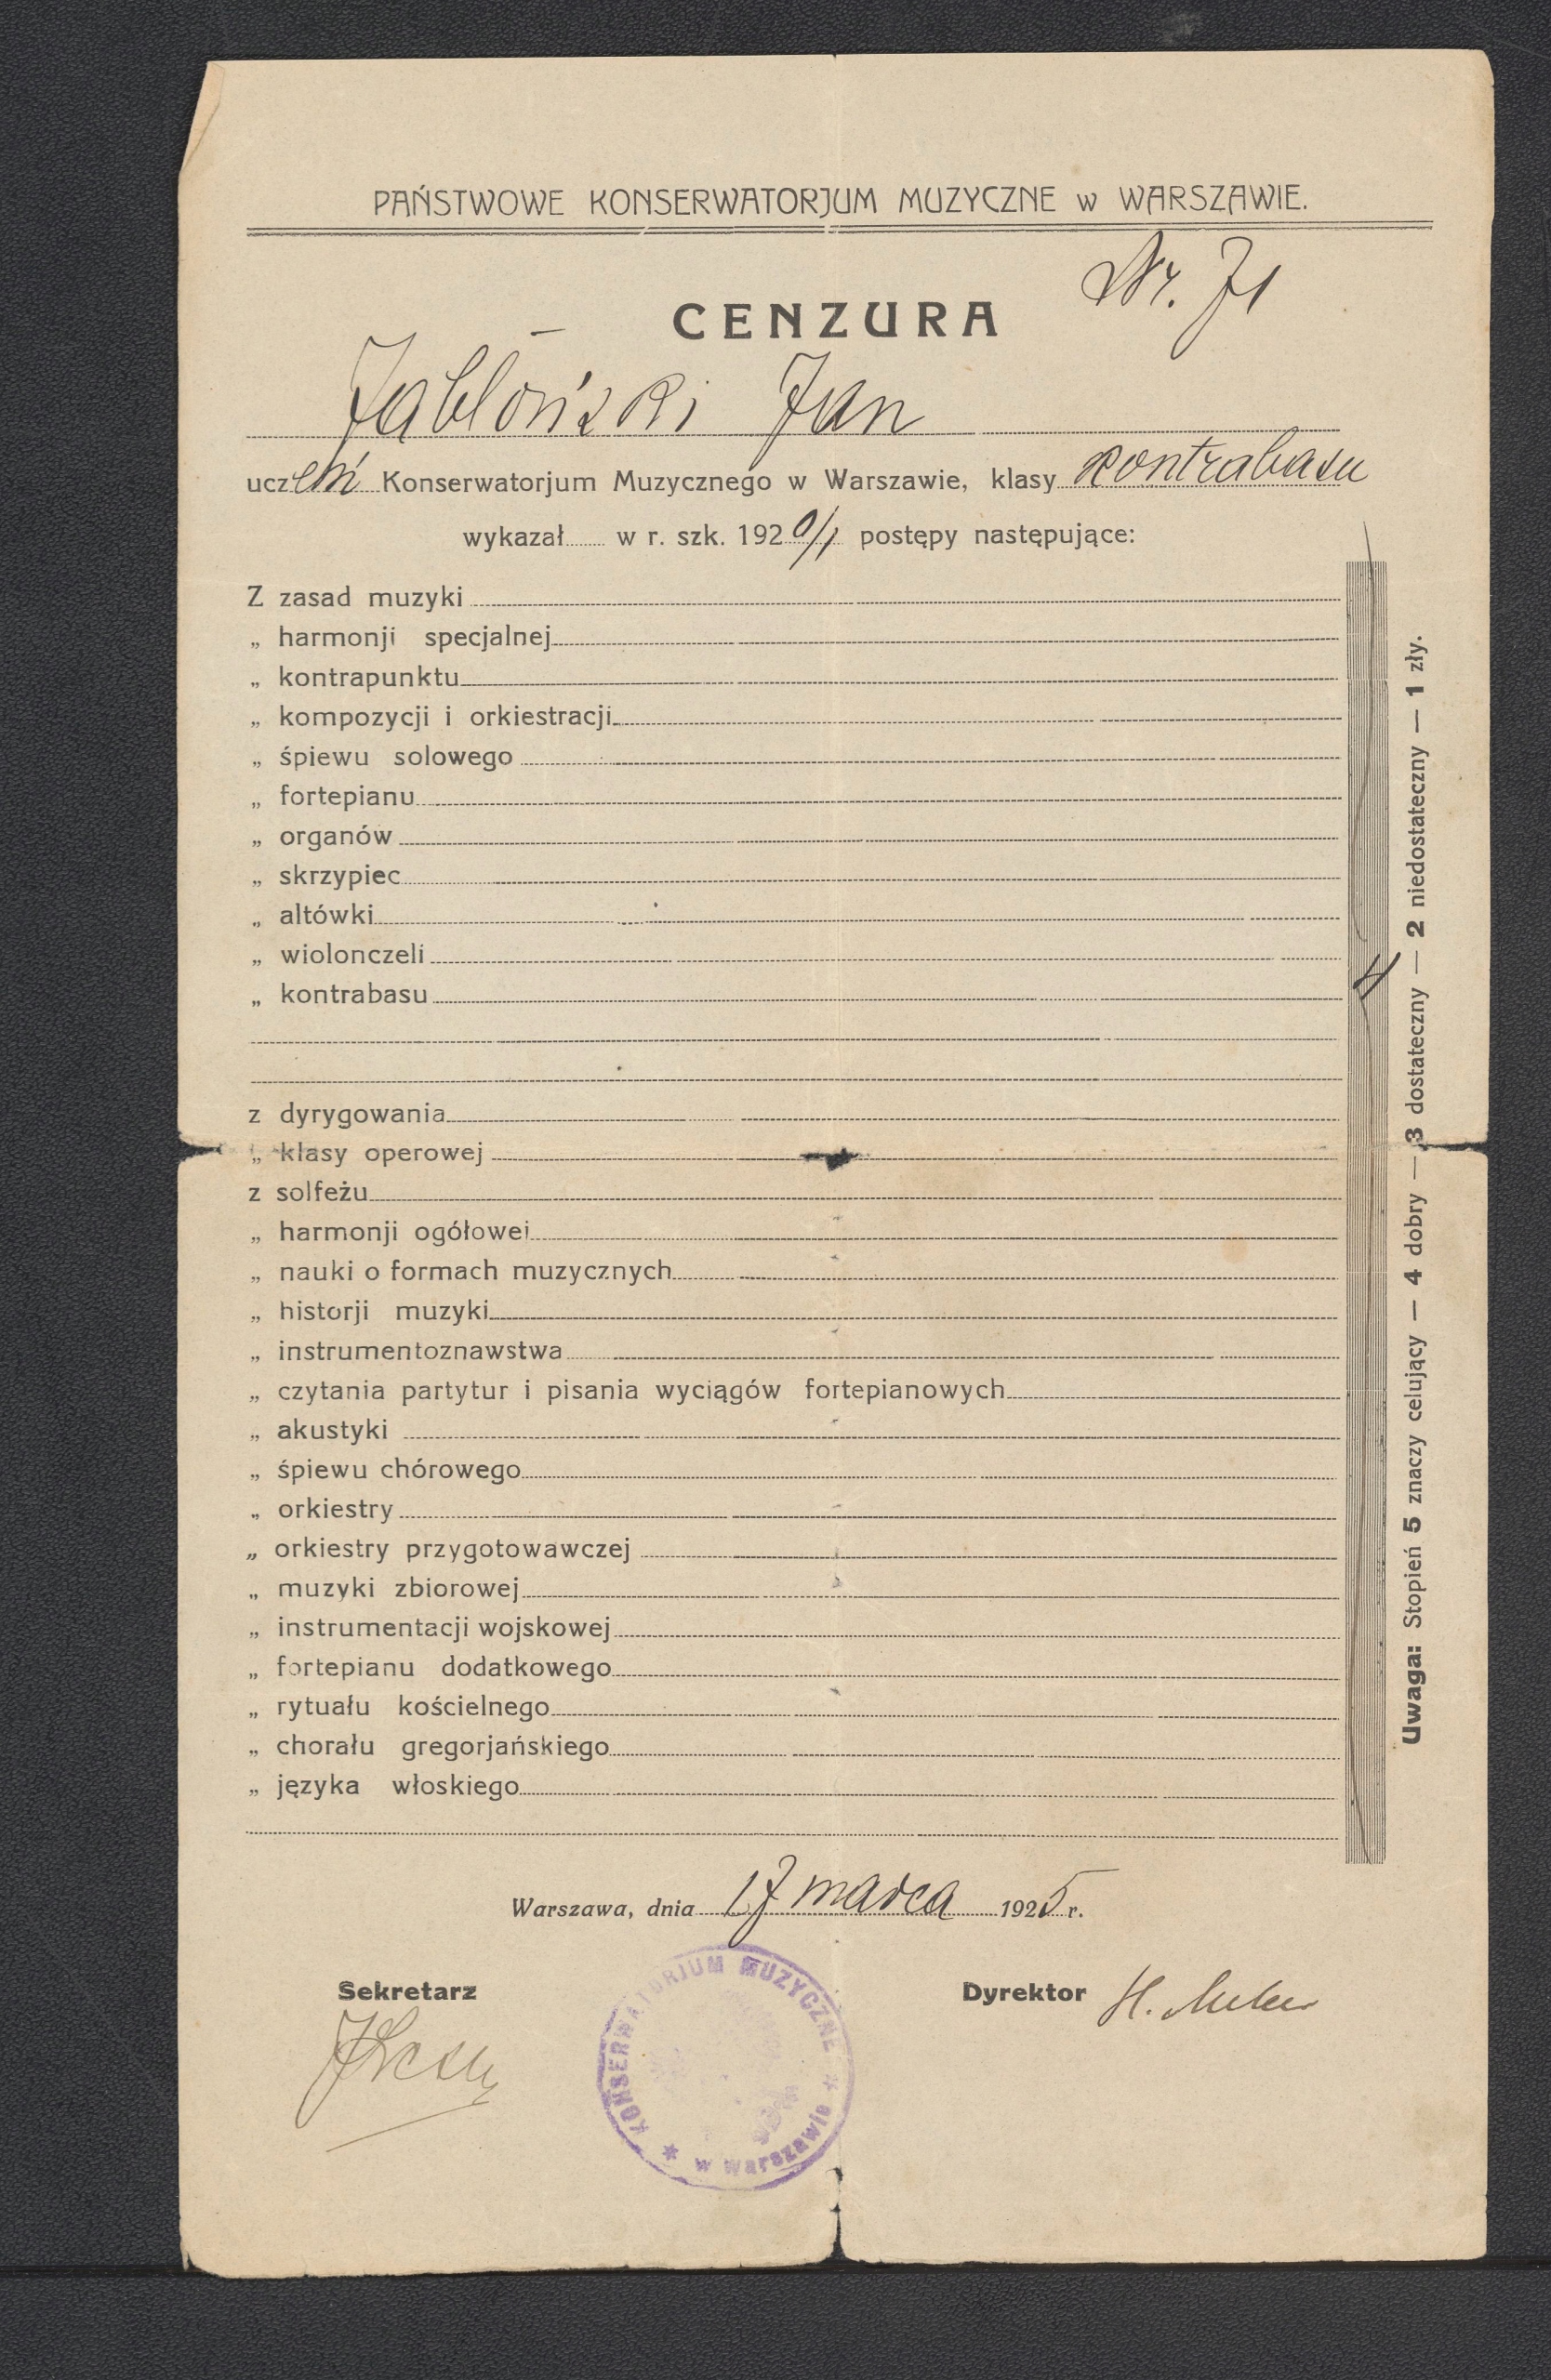 PAŃSTWOWE KONSERWATORJUM MUZYCZNE w WARSZAWIE.
Nr. 71
CENZURA
Jabłoński Jan
uczeń Konserwatorjum Muzycznego w Warszawie, klasy kontrabasu
wykazał w r. szk. 1920/1 postępy następujące:
Z zasad muzyki
„ harmonji specjalnej
„ kontrapunktu
„ kompozycji i orkiestracji
„ śpiewu solowego
„ fortepianu
„ organów
„ skrzypiec
„ altówki
„ wiolonczeli
„ kontrabasu 4
z dyrygowania
„ klasy operowej
z solfeżu
„ harmonji ogółowej
„ nauki o formach muzycznych
„ historji muzyki
„ instrumentoznawstwa
„ czytania partytur i pisania wyciągów fortepianowych
„ akustyki
„ śpiewu chórowego
„ orkiestry
„ orkiestry przygotowawczej
„ muzyki zbiorowej
„ instrumentacji wojskowej
„ fortepianu dodatkowego
„ rytuału kościelnego
„ chorału gregorjańskiego
„ języka włoskiego
Uwaga: Stopień 5 znaczy celujący — 4 dobry — 3 dostateczny — 2 niedostateczny — 1 zły.
Warszawa, dnia 17 marca 1925 r.
Sekretarz
Dyrektor H.
KONSERWATORJUM MUZYCZNE
w Warszawie